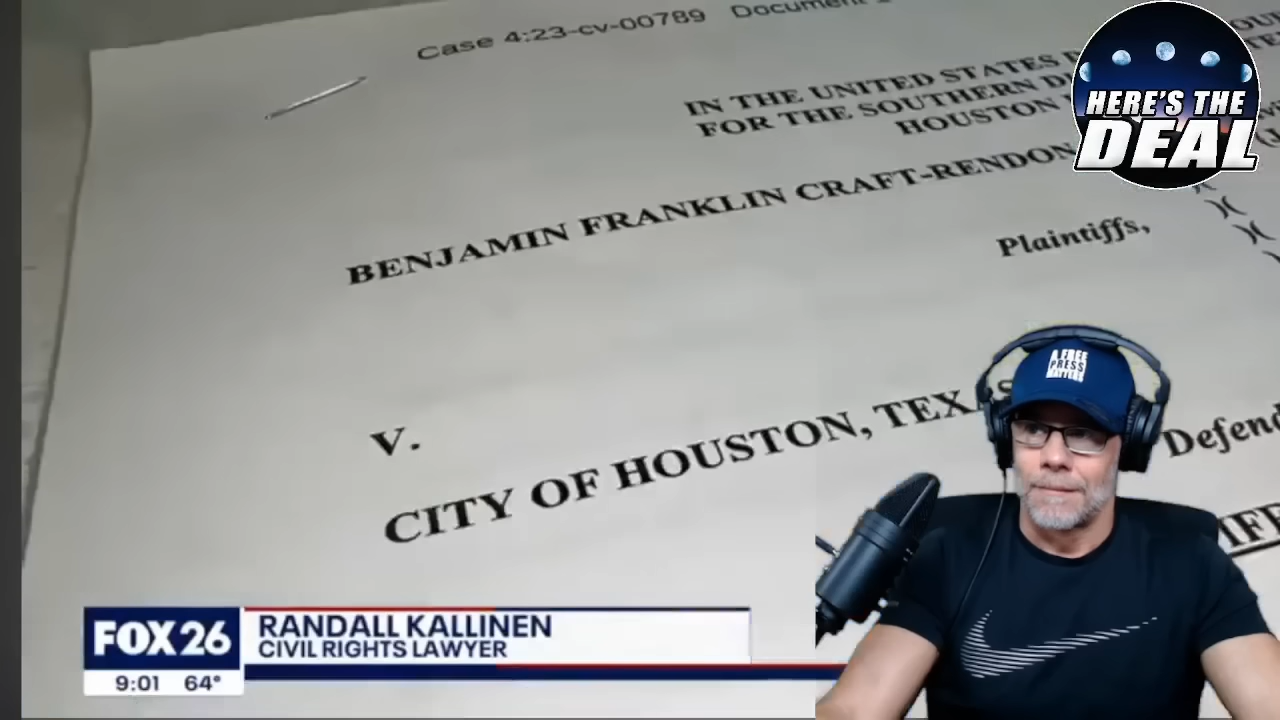 Case 4:23-cv-00789 Document
IN THE UNITED STATES
FOR THE SOUTHERN
HOUSTON
BENJAMIN FRANKLIN CRAFT-RENDON
Plaintiffs,
V.
CITY OF HOUSTON, TEXAS
HERE'S THE
DEAL
A FREE
PRESS
MATTERS
FOX 26
RANDALL KALLINEN
CIVIL RIGHTS LAWYER
9:01 64°